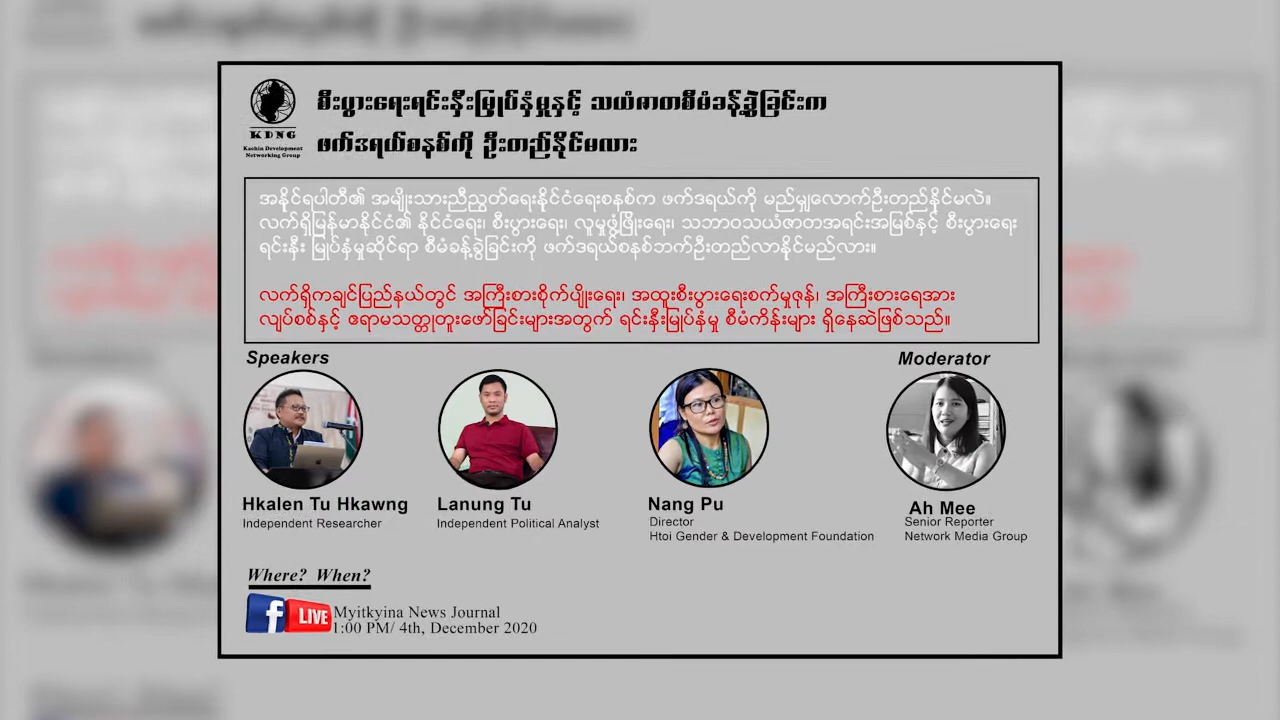 KDNG
Kachin Development
Networking Group
စီးပွားရေးရင်းနှီးမြှုပ်နှံမှုနှင့် သယံဇာတစီမံခန့်ခွဲခြင်းက
ဖက်ဒရယ်စနစ်ကို ဦးတည်နိုင်မလား
အနိုင်ရပါတီ၏ အမျိုးသားညီညွတ်ရေးနိုင်ငံရေးစနစ်က ဖက်ဒရယ်ကို မည်မျှလောက်ဦးတည်နိုင်မလဲ။
လက်ရှိမြန်မာနိုင်ငံ၏ နိုင်ငံရေး၊ စီးပွားရေး၊ လူမှုဖွံ့ဖြိုးရေး၊ သဘာဝသယံဇာတအရင်းအမြစ်နှင့် စီးပွားရေး
ရင်းနှီး မြှုပ်နှံမှုဆိုင်ရာ စီမံခန့်ခွဲခြင်းကို ဖက်ဒရယ်စနစ်ဘက်ဦးတည်လာနိုင်မည်လား။
လက်ရှိကချင်ပြည်နယ်တွင် အကြီးစားစိုက်ပျိုးရေး၊ အထူးစီးပွားရေးစက်မှုဇုန်၊ အကြီးစားရေအား
လျပ်စစ်နှင့် ရောမသတ္တုတူးဖော်ခြင်းများအတွက် ရင်းနှီးမြှုပ်နှံမှု စီမံကိန်းများ ရှိနေဆဲဖြစ်သည်။
Speakers
Moderator
Hkalen Tu Hkawng
Independent Researcher
Lanung Tu
Independent Political Analyst
Nang Pu
Director
Htoi Gender & Development Foundation
Ah Mee
Senior Reporter
Network Media Group
Where? When?
f LIVE
Myitkyina News Journal
1:00 PM/ 4th, December 2020